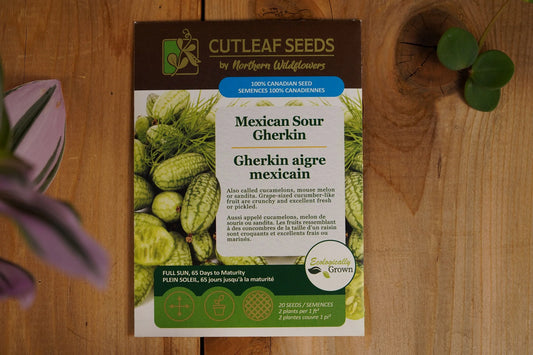 CUTLEAF SEEDS
by Northern Wildflowers
100% CANADIAN SEED
SEMENCES 100% CANADIENNES
Mexican Sour
Gherkin
Gherkin aigre
mexicain
Also called cucamelons, mouse melon
or sandita. Grape-sized cucumber-like
fruit are crunchy and excellent fresh
or pickled.
Aussi appelé cucamelons, melon de
souris ou sandita. Les fruits ressemblant
à des concombres de la taille d'un raisin
sont croquants et excellents frais ou
marinés.
Ecologically
Grown
FULL SUN, 65 Days to Maturity
PLEIN SOLEIL, 65 jours jusqu'à la maturité
20 SEEDS / SEMENCES
2 plants per 1 ft²
2 plantes couvre 1 pi²